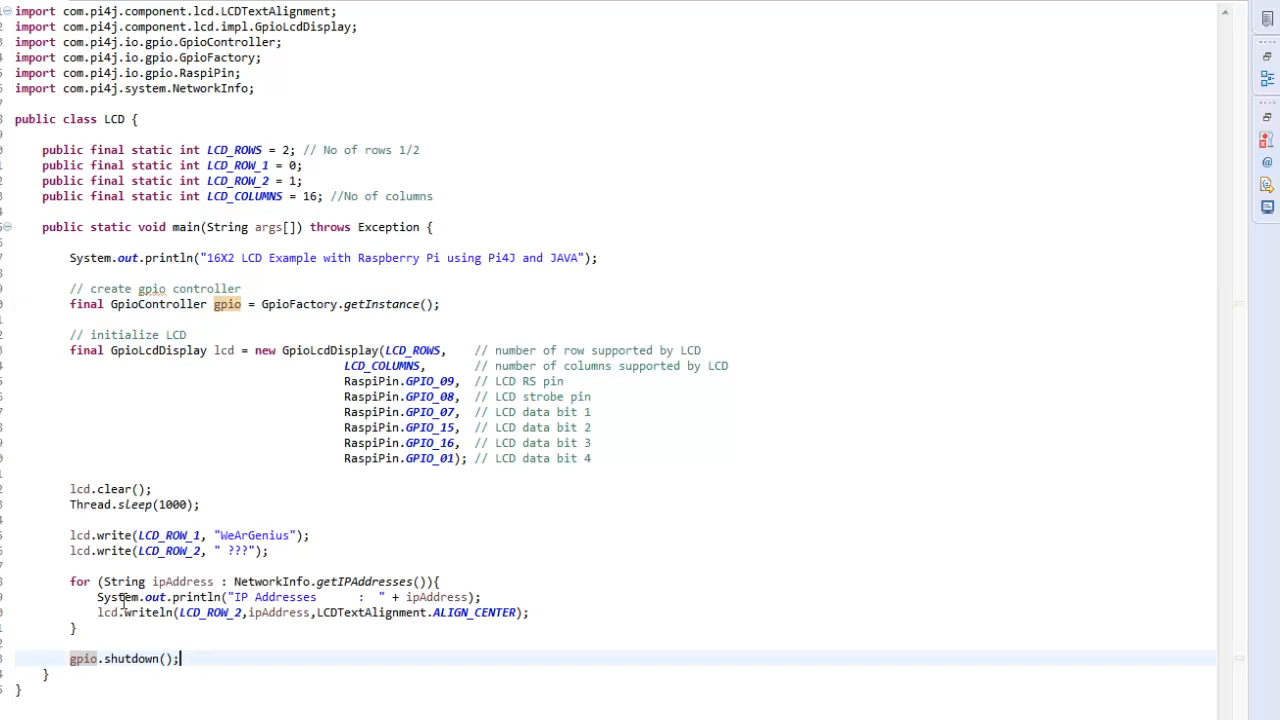 import com.pi4j.component.lcd.LCDTextAlignment;
import com.pi4j.component.lcd.impl.GpioLcdDisplay;
import com.pi4j.io.gpio.GpioController;
import com.pi4j.io.gpio.GpioFactory;
import com.pi4j.io.gpio.RaspiPin;
import com.pi4j.system.NetworkInfo;
public class LCD {
public final static int LCD_ROWS = 2; // No of rows 1/2
public final static int LCD_ROW_1 = 0;
public final static int LCD_ROW_2 = 1;
public final static int LCD_COLUMNS = 16; //No of columns
public static void main(String args[]) throws Exception {
System.out.println("16X2 LCD Example with Raspberry Pi using Pi4J and JAVA");
// create gpio controller
final GpioController gpio = GpioFactory.getInstance();
// initialize LCD
final GpioLcdDisplay lcd = new GpioLcdDisplay(LCD_ROWS, // number of row supported by LCD
LCD_COLUMNS, // number of columns supported by LCD
RaspiPin.GPIO_09, // LCD RS pin
RaspiPin.GPIO_08, // LCD strobe pin
RaspiPin.GPIO_07, // LCD data bit 1
RaspiPin.GPIO_15, // LCD data bit 2
RaspiPin.GPIO_16, // LCD data bit 3
RaspiPin.GPIO_01); // LCD data bit 4
lcd.clear();
Thread.sleep(1000);
lcd.write(LCD_ROW_1, "WeArGenius");
lcd.write(LCD_ROW_2, " ???");
for (String ipAddress : NetworkInfo.getIPAddresses()){
System.out.println("IP Addresses      :  " + ipAddress);
lcd.writeln(LCD_ROW_2,ipAddress,LCDTextAlignment.ALIGN_CENTER);
}
gpio.shutdown();
}
}